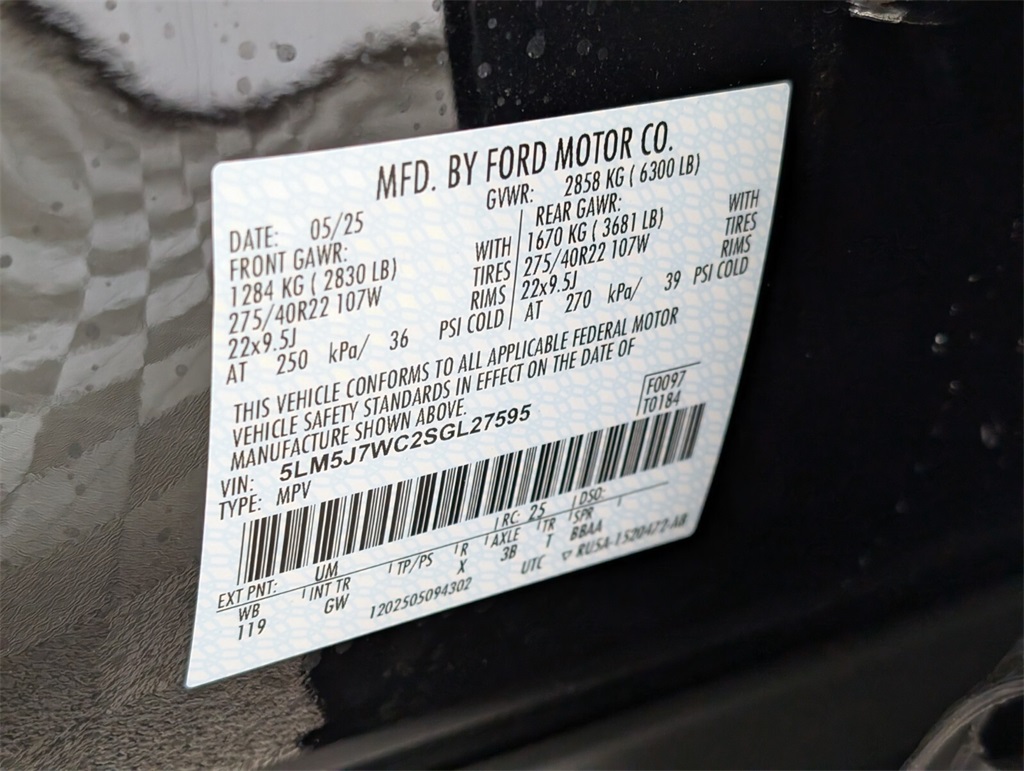 MFD. BY FORD MOTOR CO.
DATE: 05/25
GVWR: 2858 KG ( 6300 LB)
FRONT GAWR:
1284 KG ( 2830 LB) WITH
275/40R22 107W TIRES
22x9.5J RIMS
AT 250 kPa/ 36 PSI COLD
REAR GAWR:
1670 KG ( 3681 LB) WITH
275/40R22 107W TIRES
22x9.5J RIMS
AT 270 kPa/ 39 PSI COLD
THIS VEHICLE CONFORMS TO ALL APPLICABLE FEDERAL MOTOR
VEHICLE SAFETY STANDARDS IN EFFECT ON THE DATE OF
MANUFACTURE SHOWN ABOVE.
F0097
T0184
VIN: 5LM5J7WC2SGL27595
TYPE: MPV
EXT PNT: UM RC: 25 DSO:
WB INT TR TP/PS R AXLE TR SPR
119 GW X 3B T BBAA
1202505094302 UTC ▽ RU5A-1520472-AB